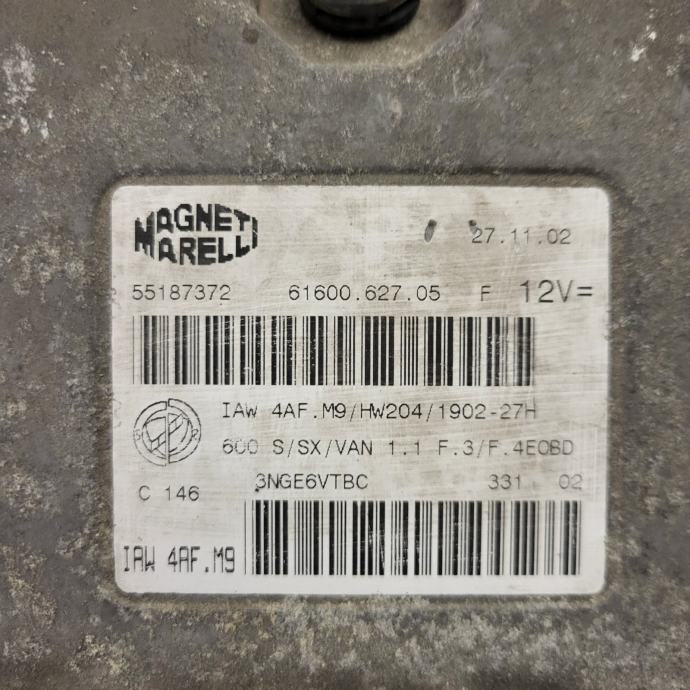 MAGNETI
MARELLI
27.11.02
55187372 61600.627.05 F 12V=
IAW 4AF.M9/HW204/1902-27H
600 S/SX/VAN 1.1 F.3/F.4EOBD
3NGE6VTBC 331 02
C 146
IAW 4AF.M9